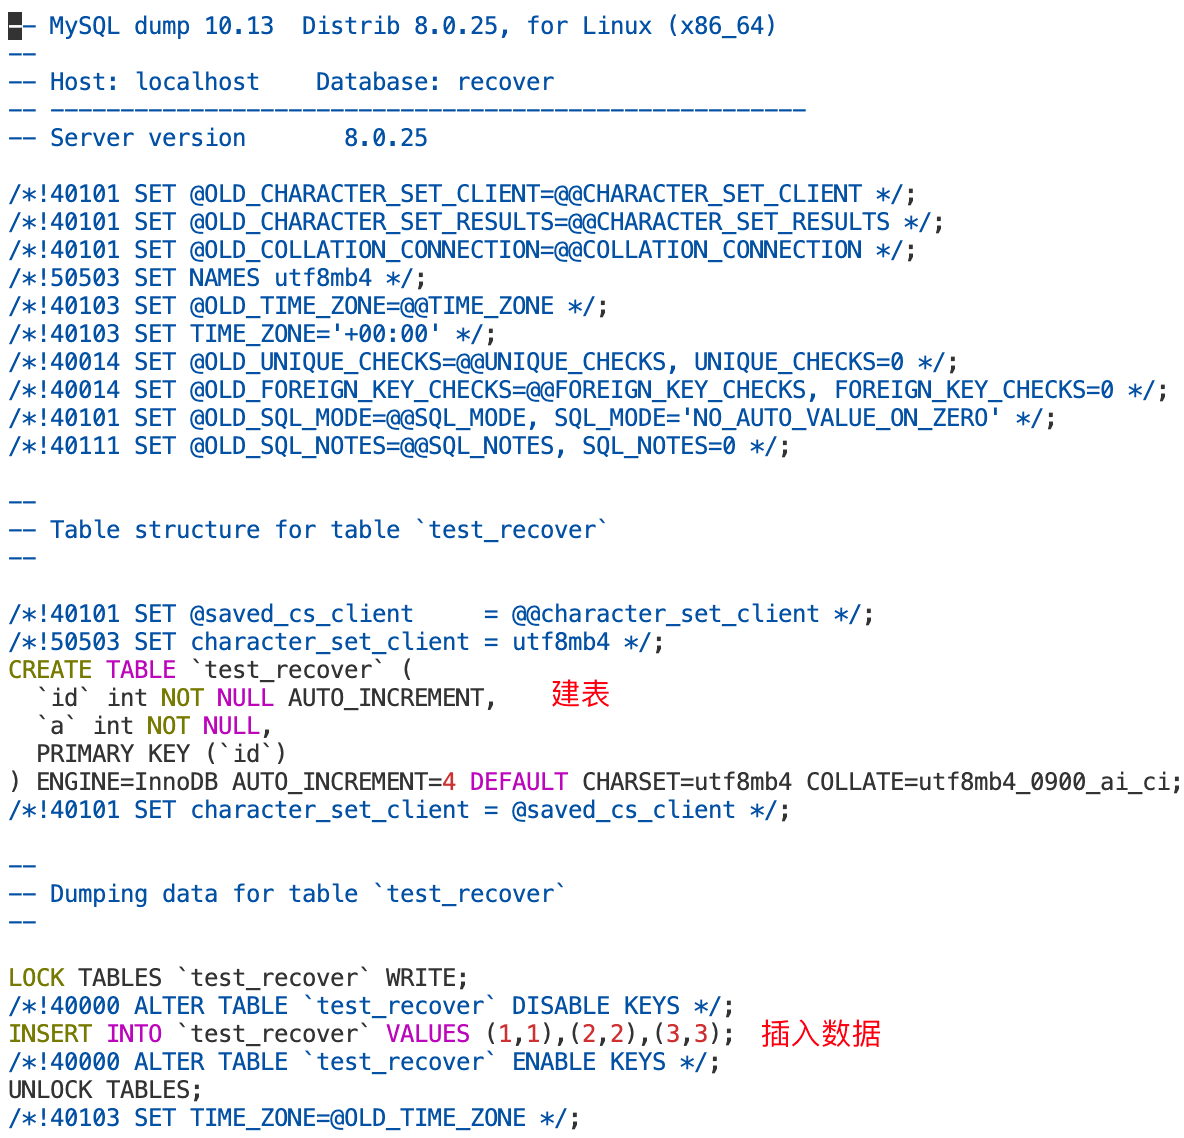 -- MySQL dump 10.13  Distrib 8.0.25, for Linux (x86_64)
--
-- Host: localhost    Database: recover
-- ------------------------------------------------------
-- Server version       8.0.25

/*!40101 SET @OLD_CHARACTER_SET_CLIENT=@@CHARACTER_SET_CLIENT */;
/*!40101 SET @OLD_CHARACTER_SET_RESULTS=@@CHARACTER_SET_RESULTS */;
/*!40101 SET @OLD_COLLATION_CONNECTION=@@COLLATION_CONNECTION */;
/*!50503 SET NAMES utf8mb4 */;
/*!40103 SET @OLD_TIME_ZONE=@@TIME_ZONE */;
/*!40103 SET TIME_ZONE='+00:00' */;
/*!40014 SET @OLD_UNIQUE_CHECKS=@@UNIQUE_CHECKS, UNIQUE_CHECKS=0 */;
/*!40014 SET @OLD_FOREIGN_KEY_CHECKS=@@FOREIGN_KEY_CHECKS, FOREIGN_KEY_CHECKS=0 */;
/*!40101 SET @OLD_SQL_MODE=@@SQL_MODE, SQL_MODE='NO_AUTO_VALUE_ON_ZERO' */;
/*!40111 SET @OLD_SQL_NOTES=@@SQL_NOTES, SQL_NOTES=0 */;

--
-- Table structure for table `test_recover`
--

/*!40101 SET @saved_cs_client     = @@character_set_client */;
/*!50503 SET character_set_client = utf8mb4 */;
CREATE TABLE `test_recover` (
  `id` int NOT NULL AUTO_INCREMENT,    建表
  `a` int NOT NULL,
  PRIMARY KEY (`id`)
) ENGINE=InnoDB AUTO_INCREMENT=4 DEFAULT CHARSET=utf8mb4 COLLATE=utf8mb4_0900_ai_ci;
/*!40101 SET character_set_client = @saved_cs_client */;

--
-- Dumping data for table `test_recover`
--

LOCK TABLES `test_recover` WRITE;
/*!40000 ALTER TABLE `test_recover` DISABLE KEYS */;
INSERT INTO `test_recover` VALUES (1,1),(2,2),(3,3);  插入数据
/*!40000 ALTER TABLE `test_recover` ENABLE KEYS */;
UNLOCK TABLES;
/*!40103 SET TIME_ZONE=@OLD_TIME_ZONE */;